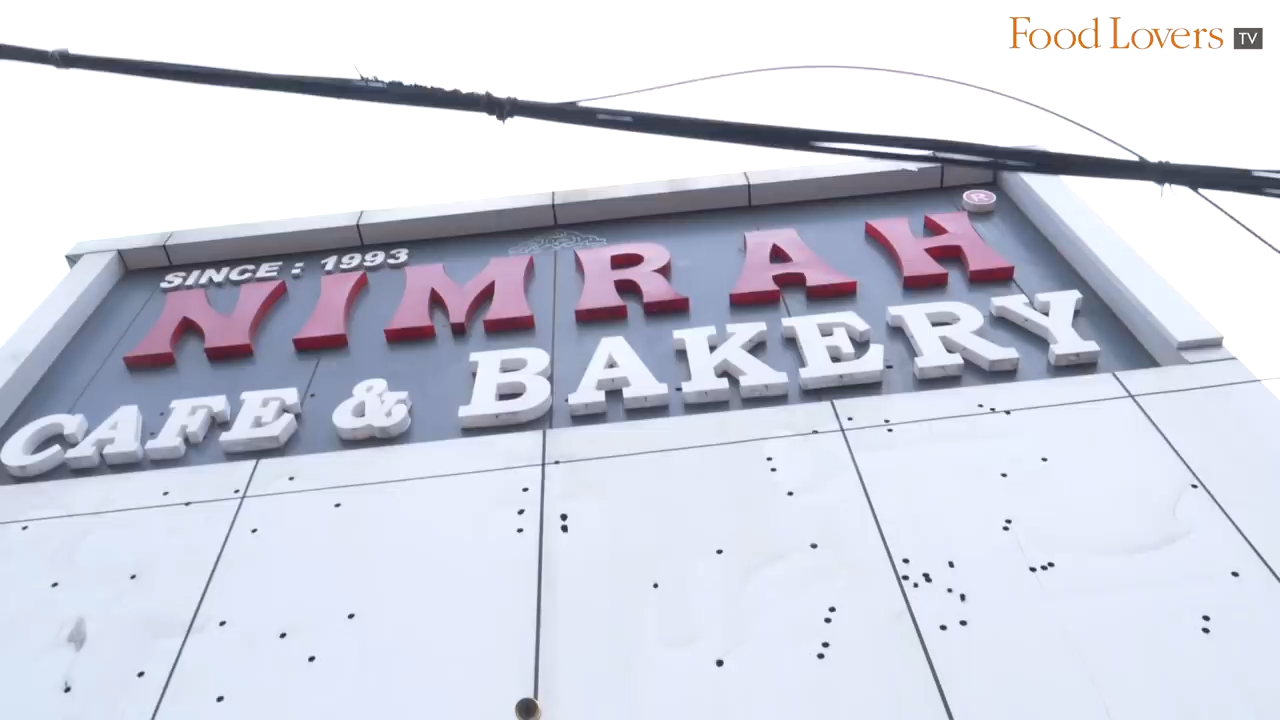 Food Lovers TV
SINCE : 1993
®
NIMRAH
CAFE & BAKERY